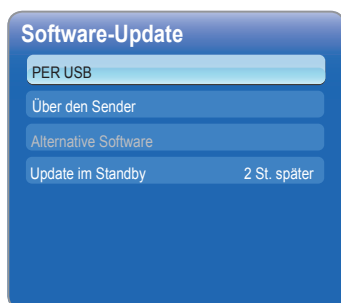 Software-Update
PER USB
Über den Sender
Alternative Software
Update im Standby 2 St. später